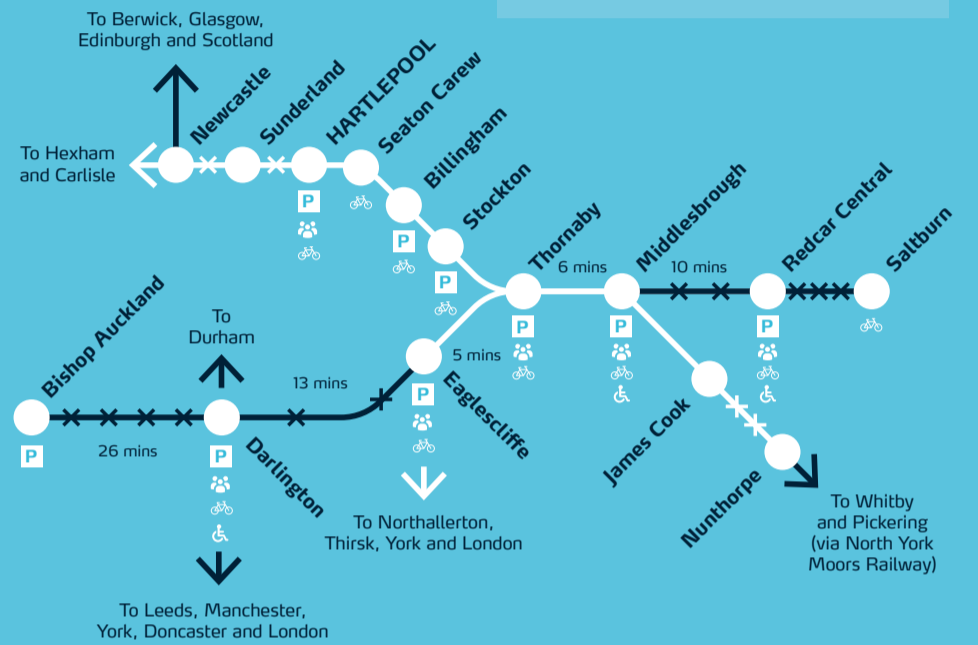 To Berwick, Glasgow,
Edinburgh and Scotland
Newcastle
Sunderland
HARTLEPOOL
Seaton Carew
Billingham
Stockton
To Hexham
and Carlisle
P
P
P
Thornaby
6 mins
Middlesbrough
10 mins
Redcar Central
Saltburn
P
P
P
Bishop Auckland
To
Durham
13 mins
5 mins
Eaglescliffe
P
26 mins
P
P
Darlington
James Cook
Nunthorpe
To Northallerton,
Thirsk, York and London
To Whitby
and Pickering
(via North York
Moors Railway)
To Leeds, Manchester,
York, Doncaster and London